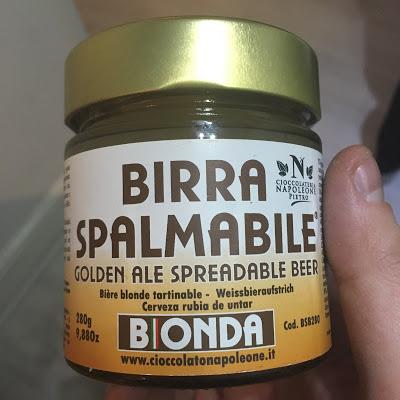 N
CIOCCOLATERIA
NAPOLEONE
PIETRO
BIRRA
SPALMABILE®
GOLDEN ALE SPREADABLE BEER
Bière blonde tartinable - Weissbieraufstrich
Cerveza rubia de untar
280g
9,88oz
BIONDA
Cod. BSB280
www.cioccolatonapoleone.it